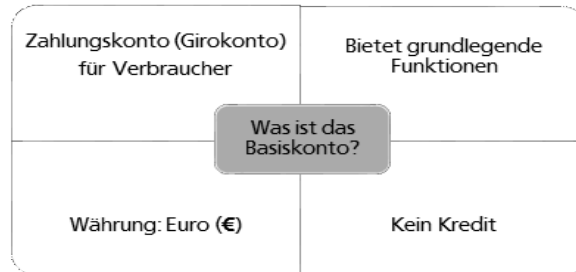 Zahlungskonto (Girokonto)
für Verbraucher
Bietet grundlegende
Funktionen
Was ist das
Basiskonto?
Währung: Euro (€)
Kein Kredit